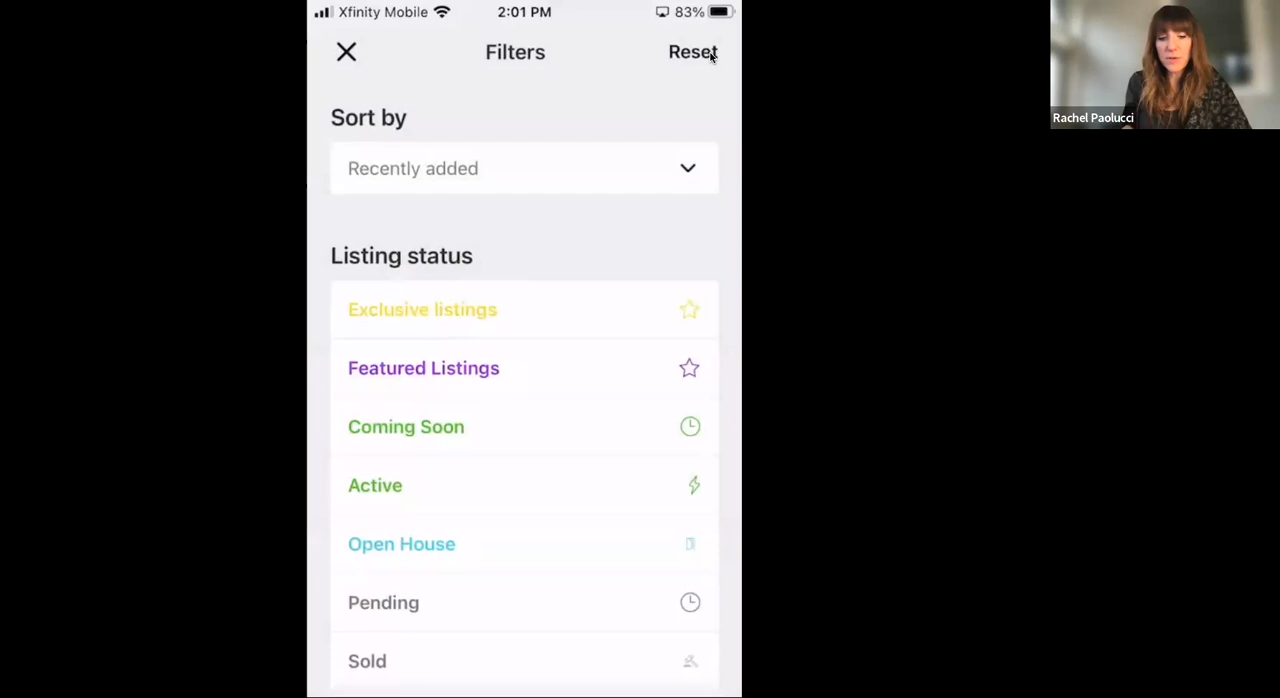 Xfinity Mobile
2:01 PM
83%
Filters
Reset
Sort by
Recently added
Listing status
Exclusive listings
Featured Listings
Coming Soon
Active
Open House
Pending
Sold
Rachel Paolucci